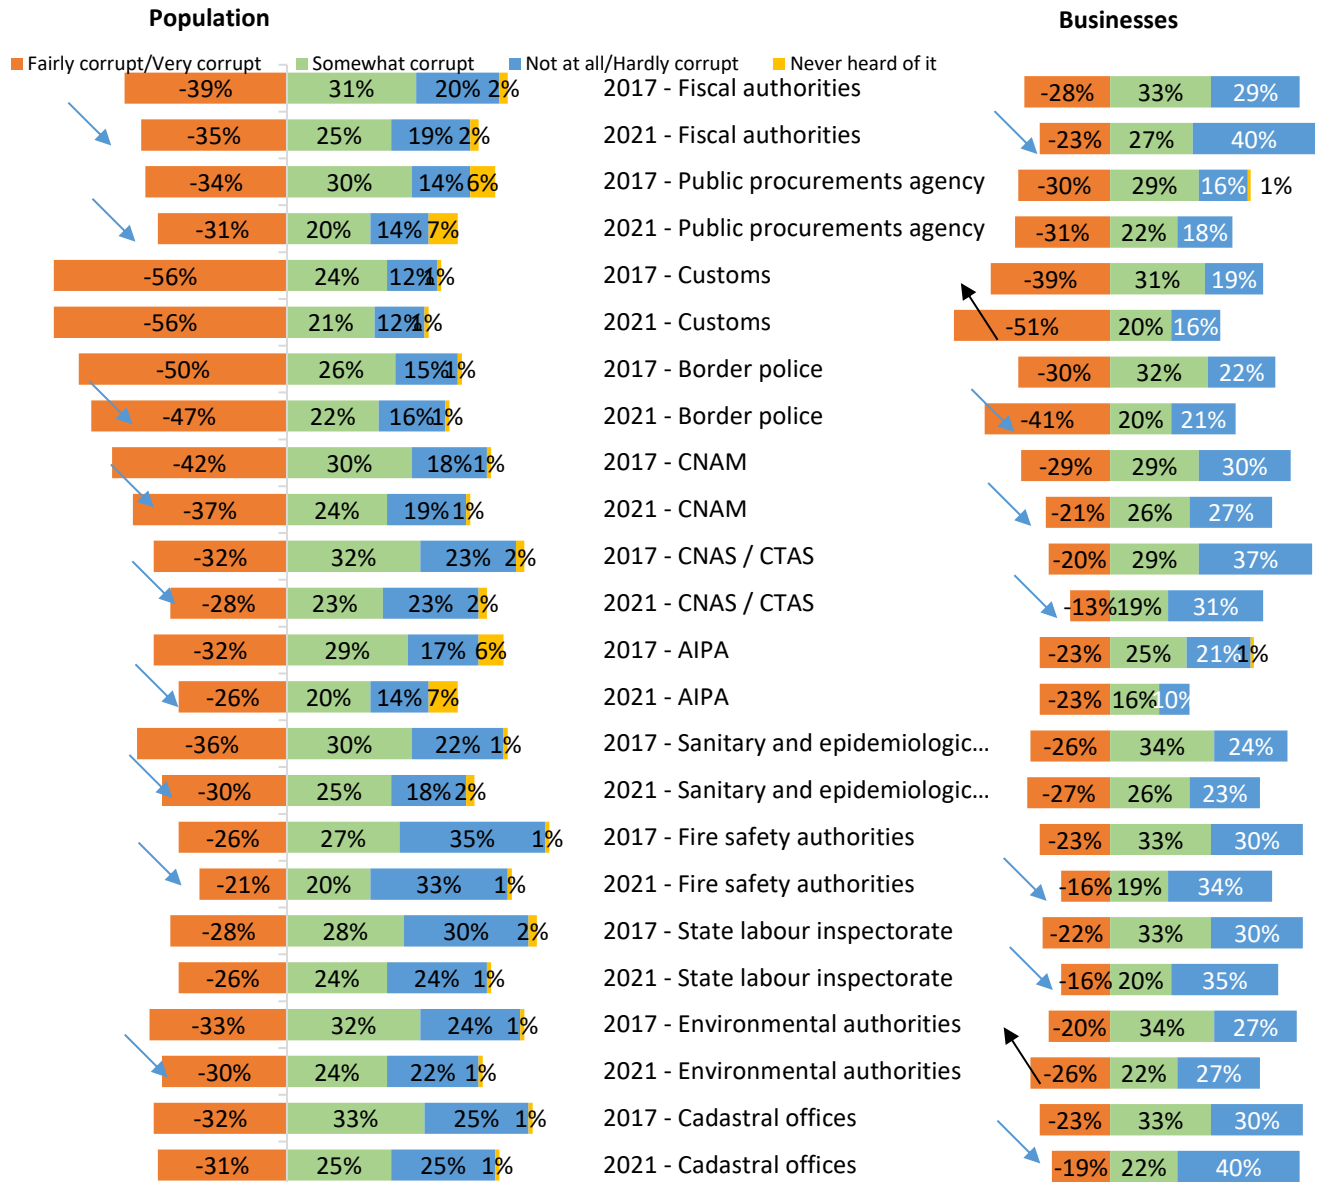 Population Businesses
Fairly corrupt/Very corrupt Somewhat corrupt Not at all/Hardly corrupt Never heard of it
-39% 31% 20% 2% 2017 - Fiscal authorities -28% 33% 29%
-35% 25% 19% 2% 2021 - Fiscal authorities -23% 27% 40%
-34% 30% 14% 6% 2017 - Public procurements agency -30% 29% 16% 1%
-31% 20% 14% 7% 2021 - Public procurements agency -31% 22% 18%
-56% 24% 12% 1% 2017 - Customs -39% 31% 19%
-56% 21% 12% 1% 2021 - Customs -51% 20% 16%
-50% 26% 15% 1% 2017 - Border police -30% 32% 22%
-47% 22% 16% 1% 2021 - Border police -41% 20% 21%
-42% 30% 18% 1% 2017 - CNAM -29% 29% 30%
-37% 24% 19% 1% 2021 - CNAM -21% 26% 27%
-32% 32% 23% 2% 2017 - CNAS / CTAS -20% 29% 37%
-28% 23% 23% 2% 2021 - CNAS / CTAS -13% 19% 31%
-32% 29% 17% 6% 2017 - AIPA -23% 25% 21% 1%
-26% 20% 14% 7% 2021 - AIPA -23% 16% 10%
-36% 30% 22% 1% 2017 - Sanitary and epidemiologic... -26% 34% 24%
-30% 25% 18% 2% 2021 - Sanitary and epidemiologic... -27% 26% 23%
-26% 27% 35% 1% 2017 - Fire safety authorities -23% 33% 30%
-21% 20% 33% 1% 2021 - Fire safety authorities -16% 19% 34%
-28% 28% 30% 2% 2017 - State labour inspectorate -22% 33% 30%
-26% 24% 24% 1% 2021 - State labour inspectorate -16% 20% 35%
-33% 32% 24% 1% 2017 - Environmental authorities -20% 34% 27%
-30% 24% 22% 1% 2021 - Environmental authorities -26% 22% 27%
-32% 33% 25% 1% 2017 - Cadastral offices -23% 33% 30%
-31% 25% 25% 1% 2021 - Cadastral offices -19% 22% 40%